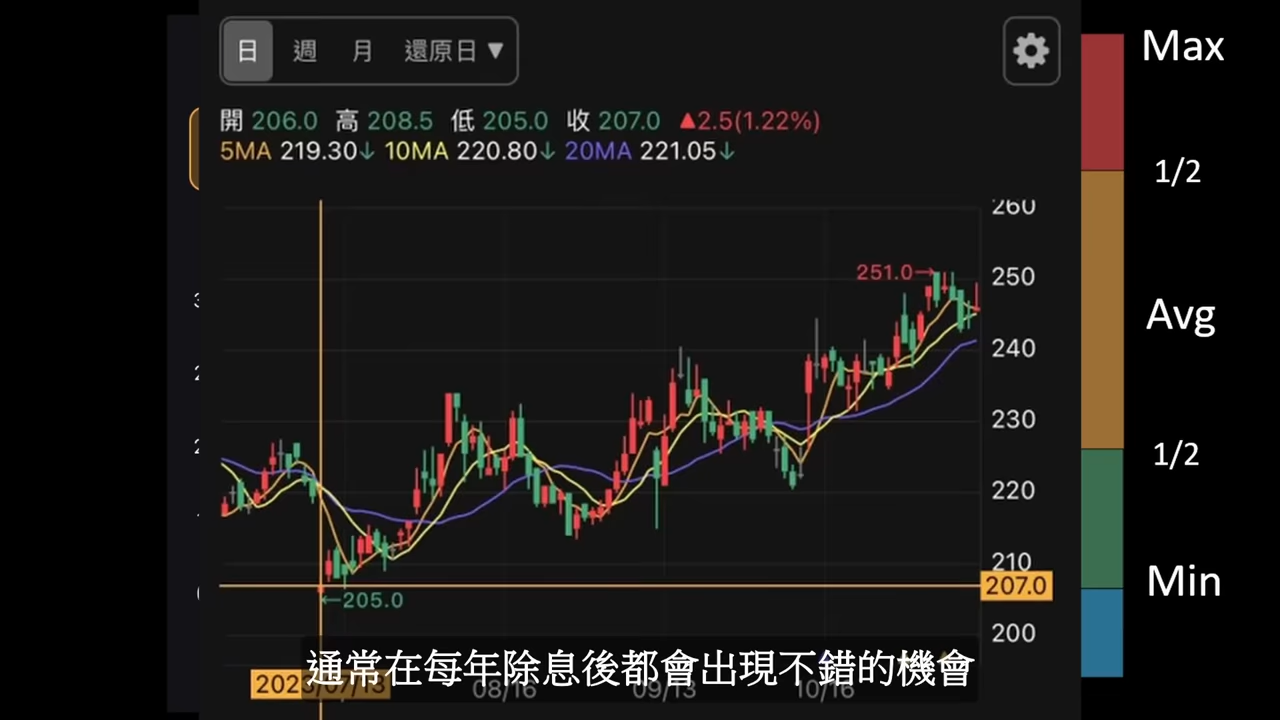 日 週 月 還原日 ▼
開 206.0 高 208.5 低 205.0 收 207.0 ▲2.5(1.22%)
5MA 219.30↓ 10MA 220.80↓ 20MA 221.05↓
260
251.0→
250
240
230
220
210
207.0
←205.0
200
通常在每年除息後都會出現不錯的機會
2023/07/13 08/16 09/13 10/16
Max
1/2
Avg
1/2
Min